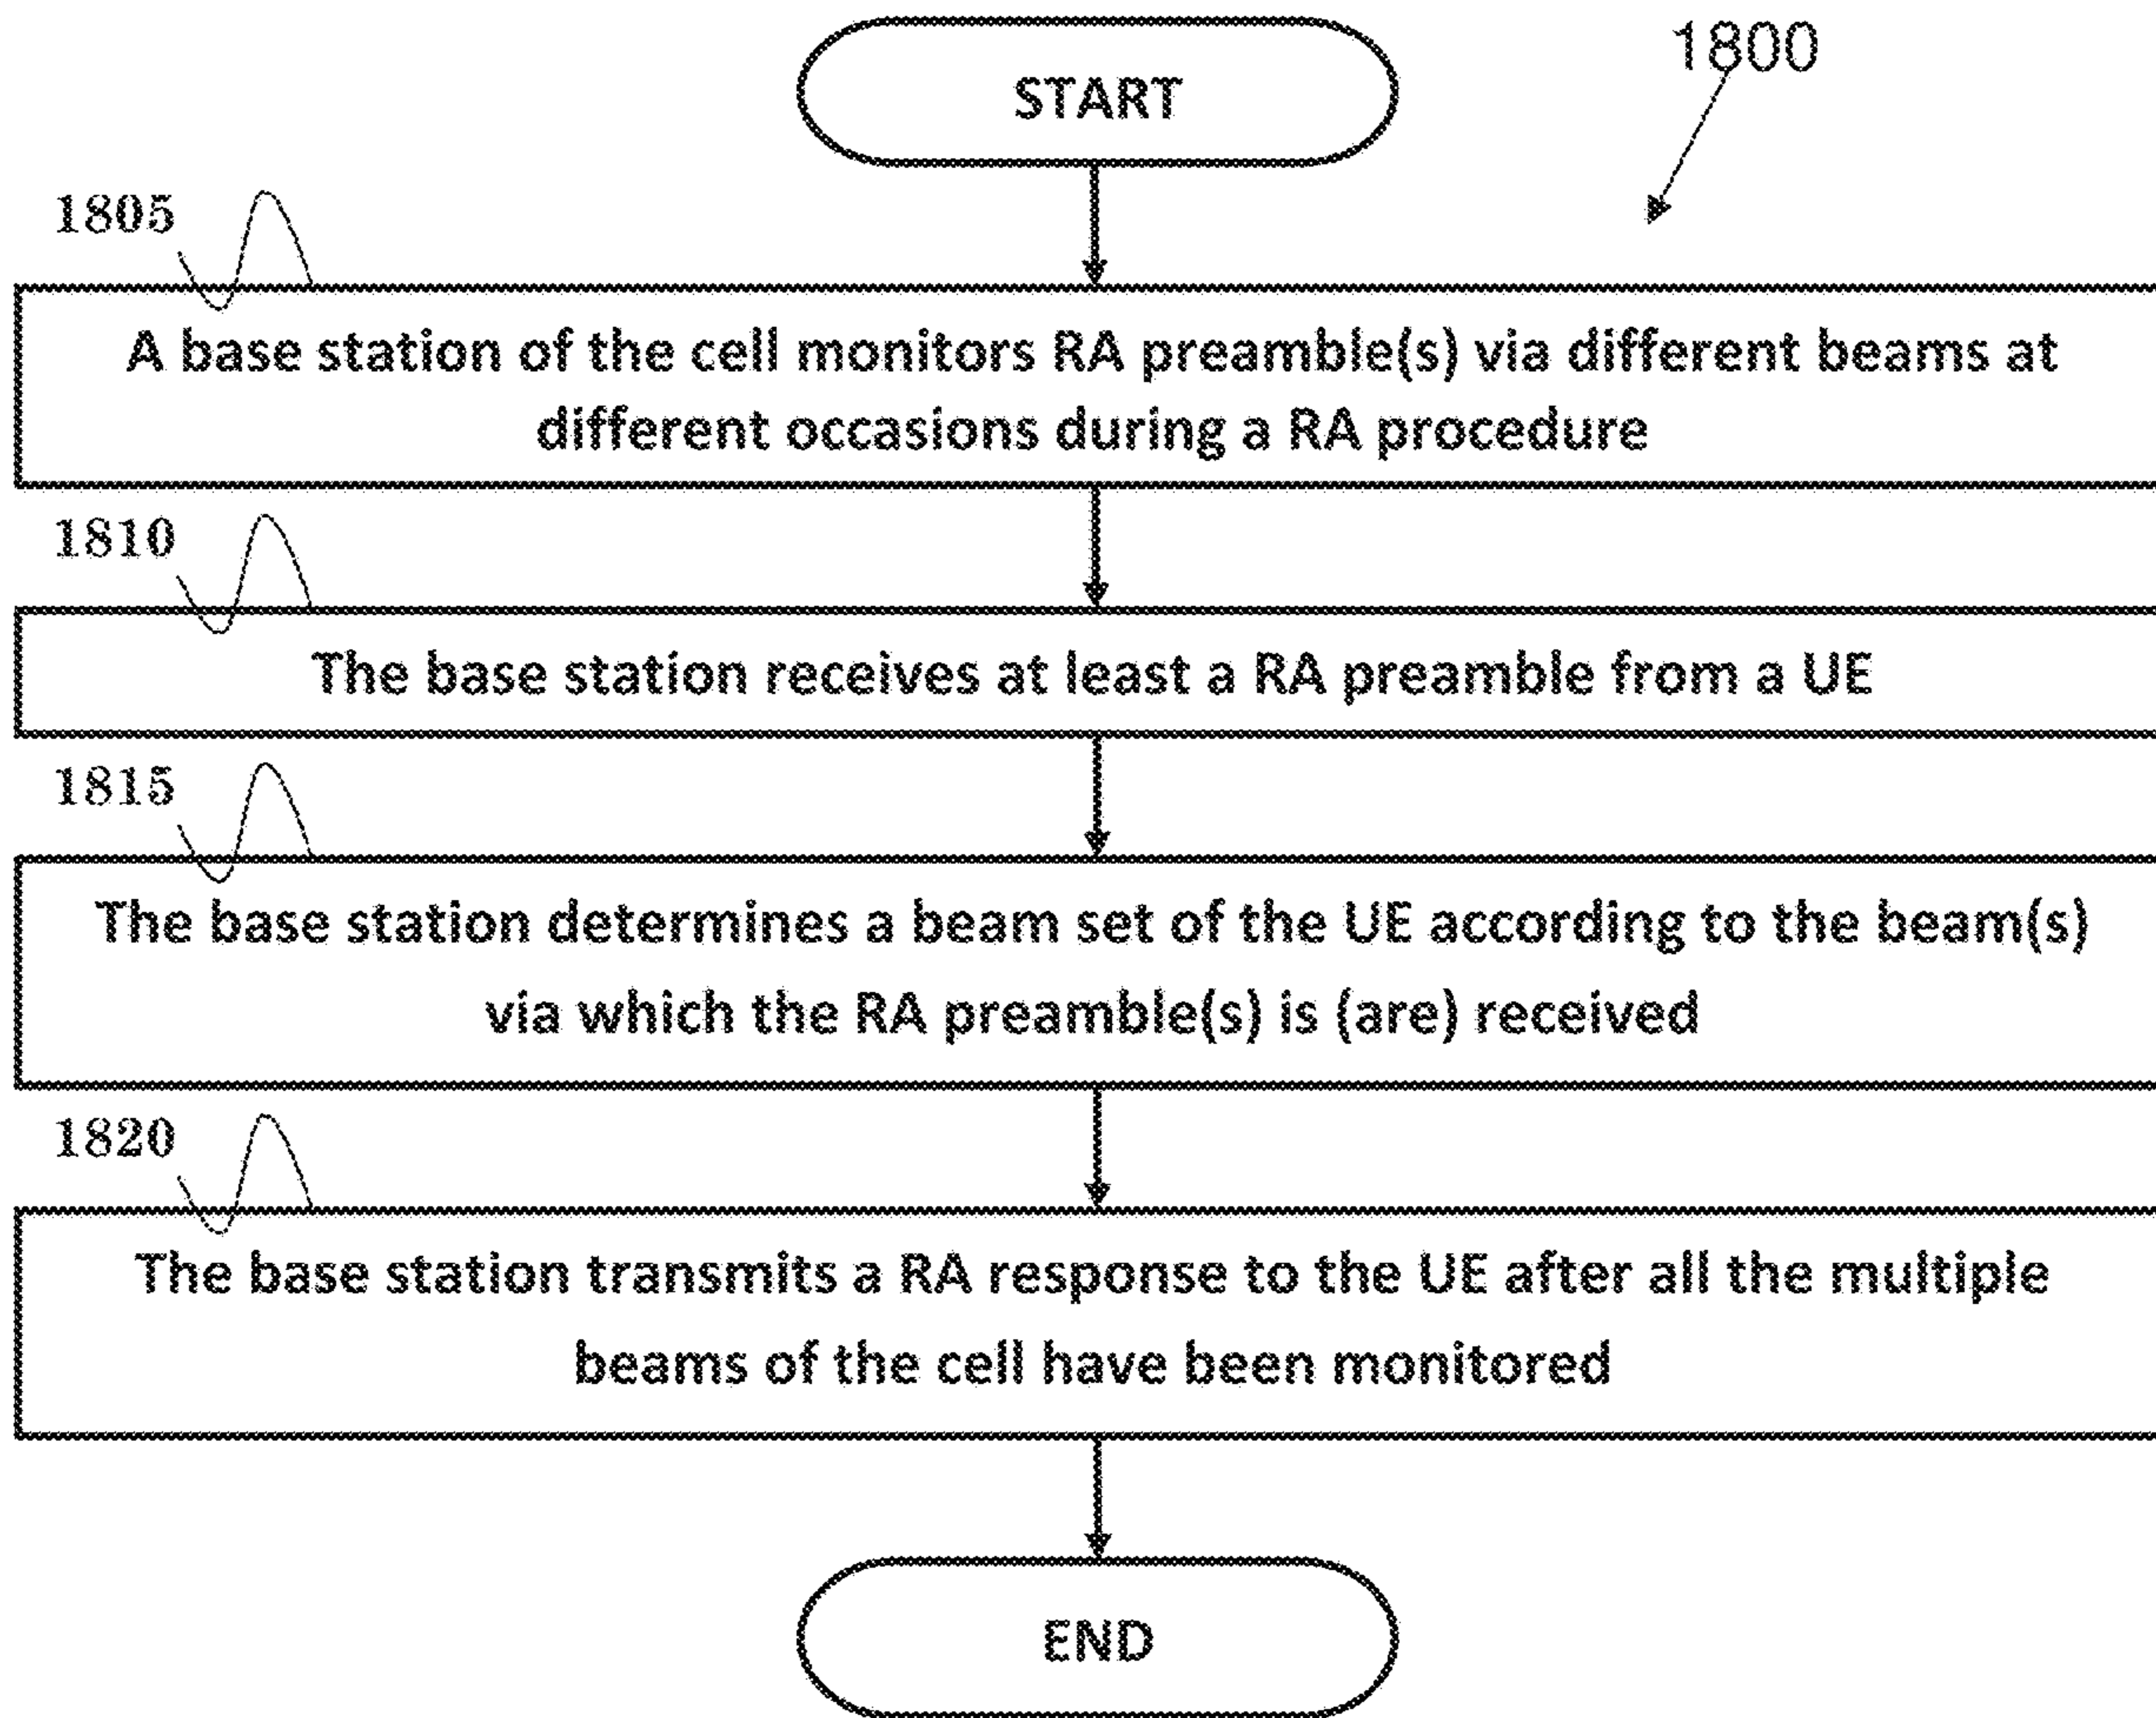 1800
START
1805
A base station of the cell monitors RA preamble(s) via different beams at
different occasions during a RA procedure
1810
The base station receives at least a RA preamble from a UE
1815
The base station determines a beam set of the UE according to the beam(s)
via which the RA preamble(s) is (are) received
1820
The base station transmits a RA response to the UE after all the multiple
beams of the cell have been monitored
END